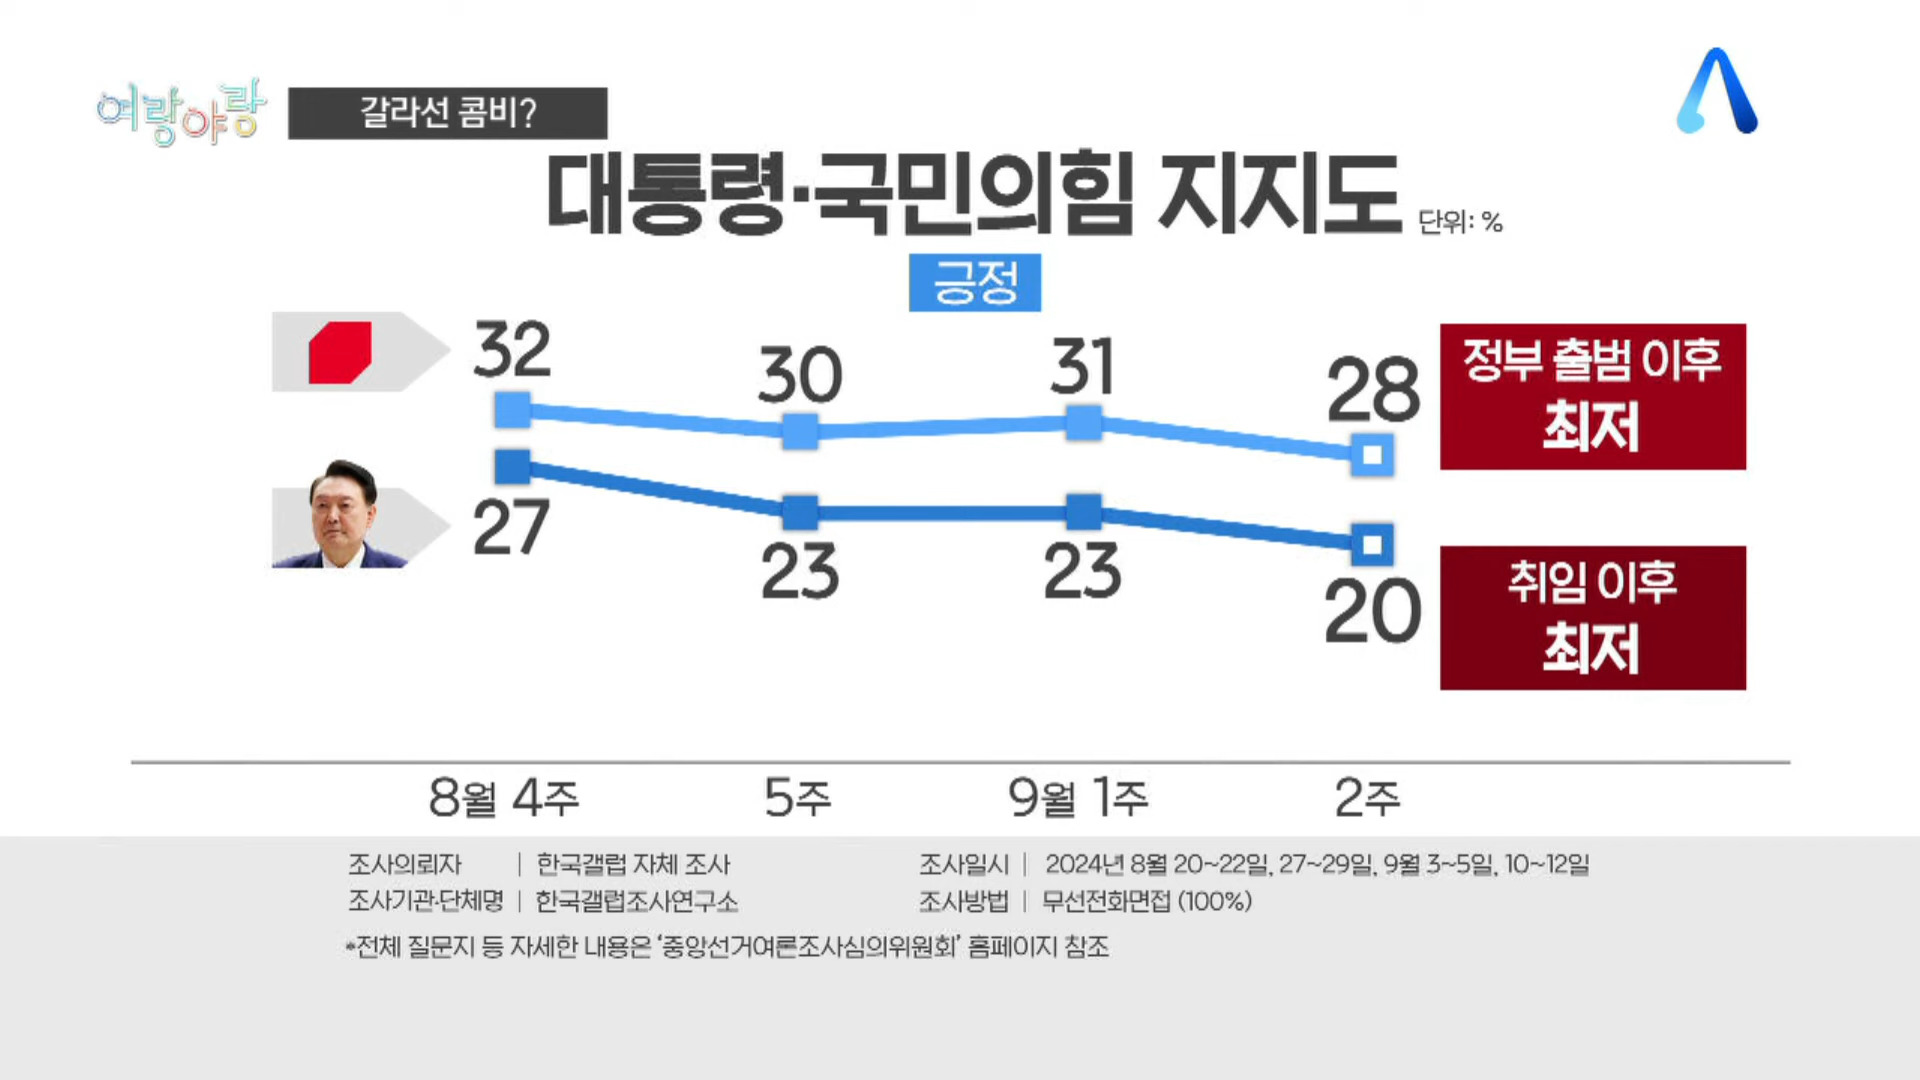 여랑야랑
갈라선 콤비?
대통령·국민의힘 지지도 단위: %
긍정
32 30 31 28
정부 출범 이후
최저
27 23 23 20
취임 이후
최저
8월 4주 5주 9월 1주 2주
조사의뢰자 | 한국갤럽 자체 조사
조사기관·단체명 | 한국갤럽조사연구소
조사일시 | 2024년 8월 20~22일, 27~29일, 9월 3~5일, 10~12일
조사방법 | 무선전화면접 (100%)
*전체 질문지 등 자세한 내용은 ‘중앙선거여론조사심의위원회’ 홈페이지 참조